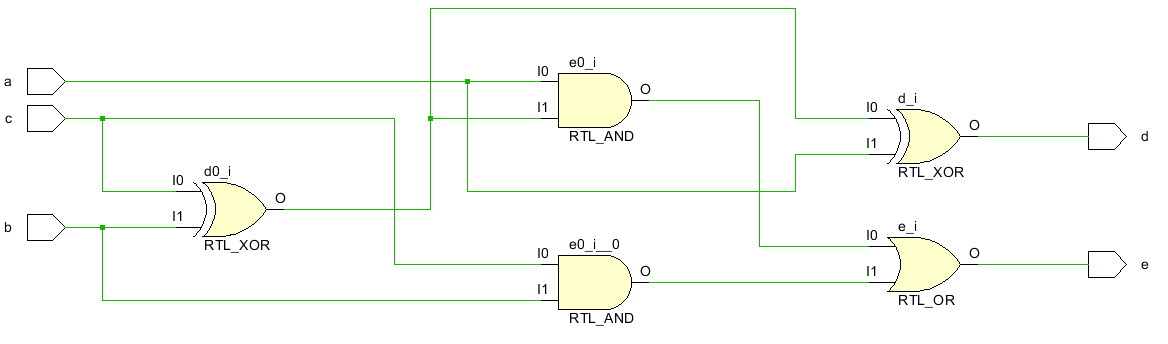 e0_i
a
I0
I1
O
RTL_AND
c
d_i
I0
I1
O
RTL_XOR
d
d0_i
I0
I1
O
RTL_XOR
b
e0_i__0
I0
I1
O
RTL_AND
e_i
I0
I1
O
RTL_OR
e